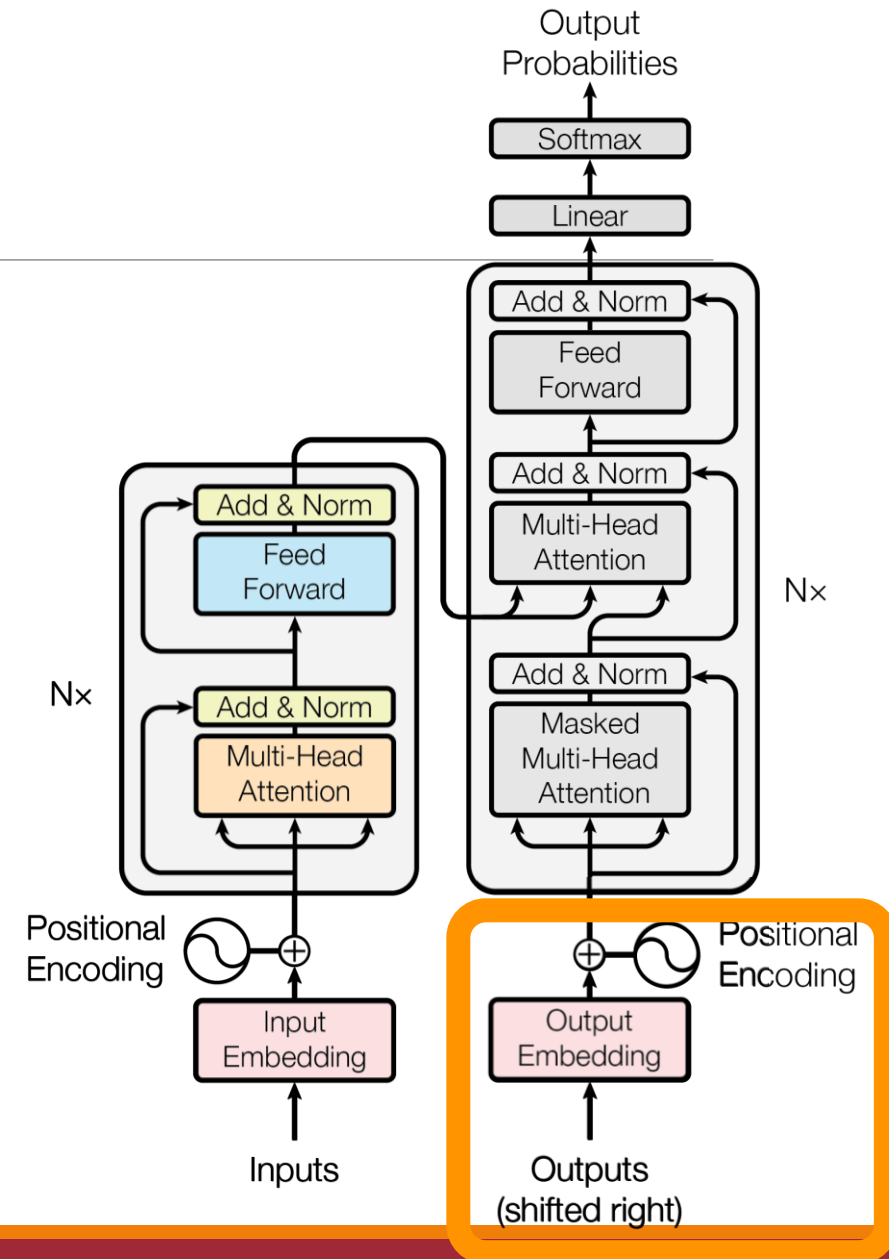 Output
Probabilities
Softmax
Linear
Add & Norm
Feed
Forward
Add & Norm
Multi-Head
Attention
N×
Add & Norm
Masked
Multi-Head
Attention
Add & Norm
Feed
Forward
N×
Add & Norm
Multi-Head
Attention
Positional
Encoding
Input
Embedding
Inputs
Positional
Encoding
Output
Embedding
Outputs
(shifted right)